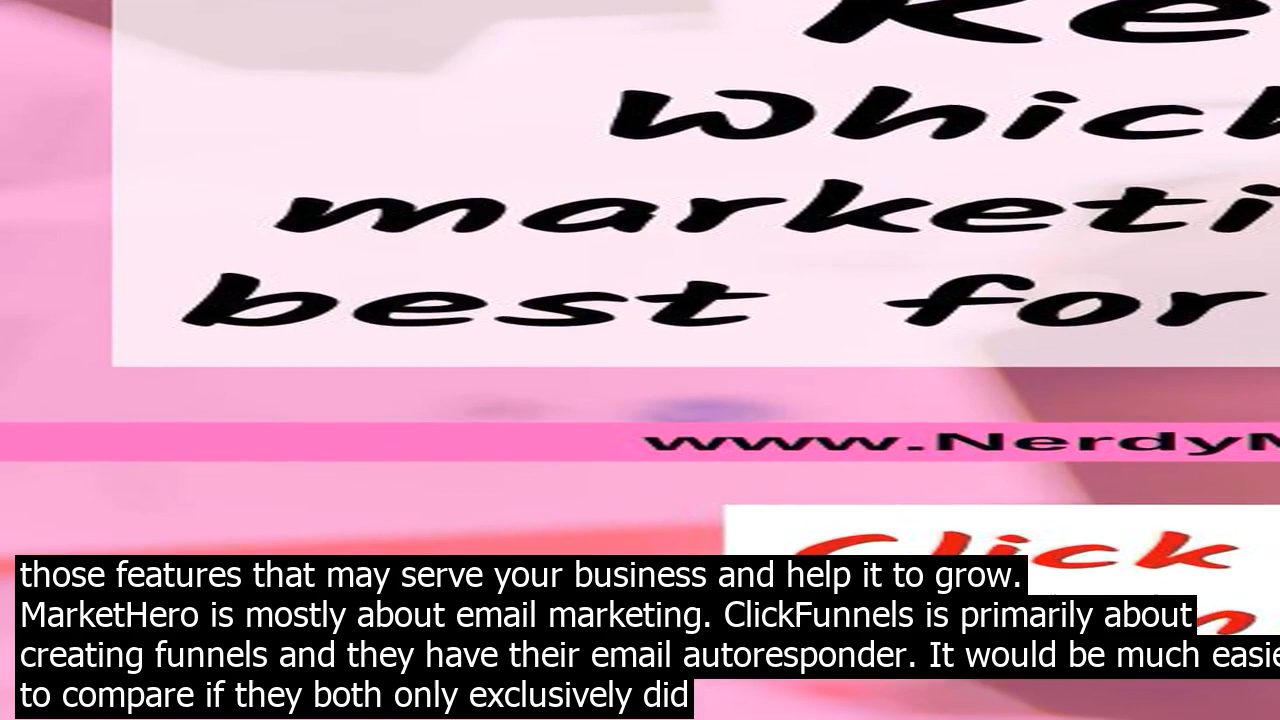 Which
marketi
best for
www.Nerdy
Click
those features that may serve your business and help it to grow.
MarketHero is mostly about email marketing. ClickFunnels is primarily about
creating funnels and they have their email autoresponder. It would be much easie
to compare if they both only exclusively did